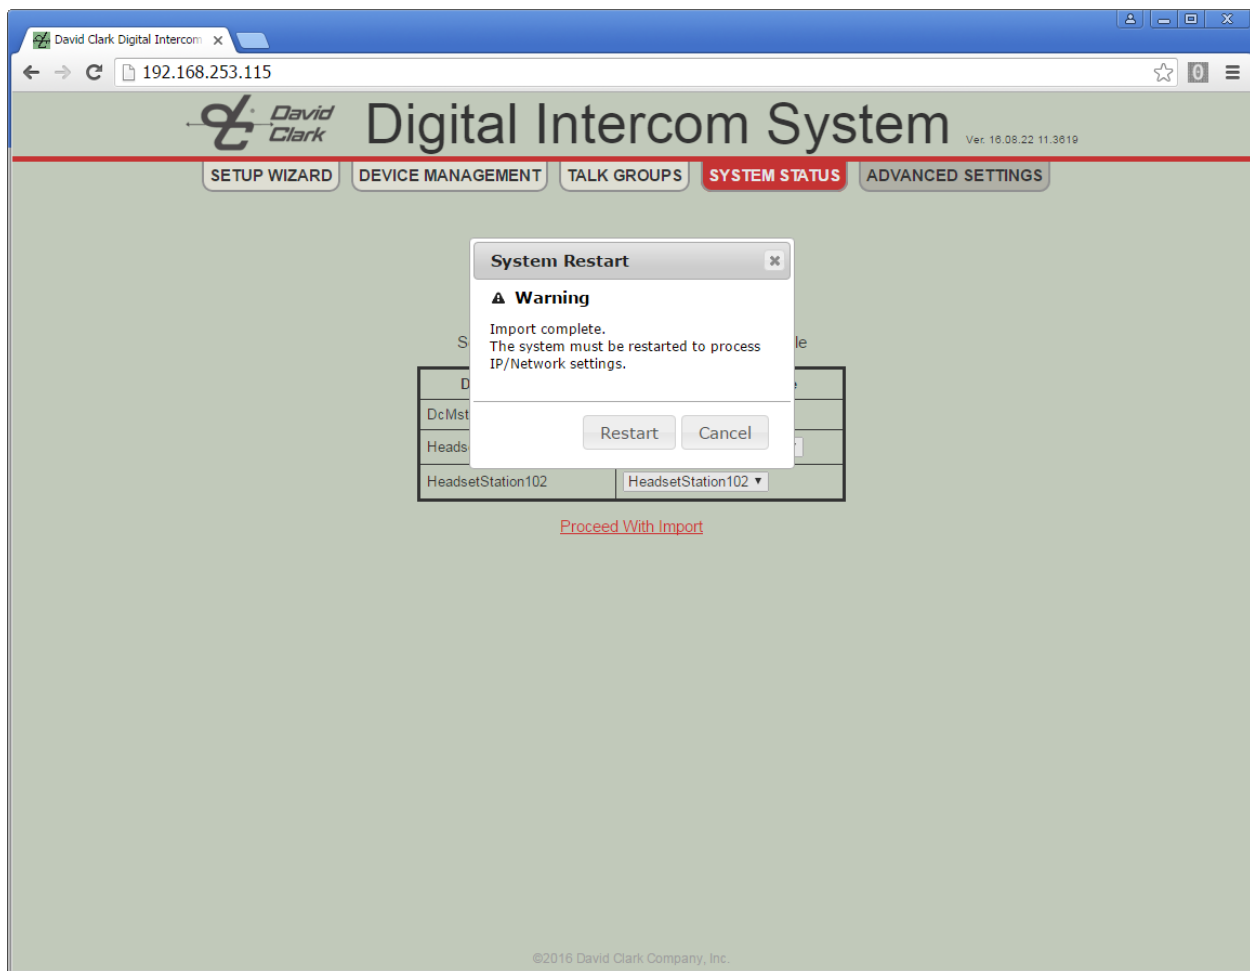 David Clark Digital Intercom
192.168.253.115
David Clark
Digital Intercom System
Ver. 16.08.22 11.3619
SETUP WIZARD
DEVICE MANAGEMENT
TALK GROUPS
SYSTEM STATUS
ADVANCED SETTINGS
System Restart
Warning
Import complete.
The system must be restarted to process
IP/Network settings.
Restart
Cancel
DcMst
Heads
HeadsetStation102
HeadsetStation102
Proceed With Import
©2016 David Clark Company, Inc.